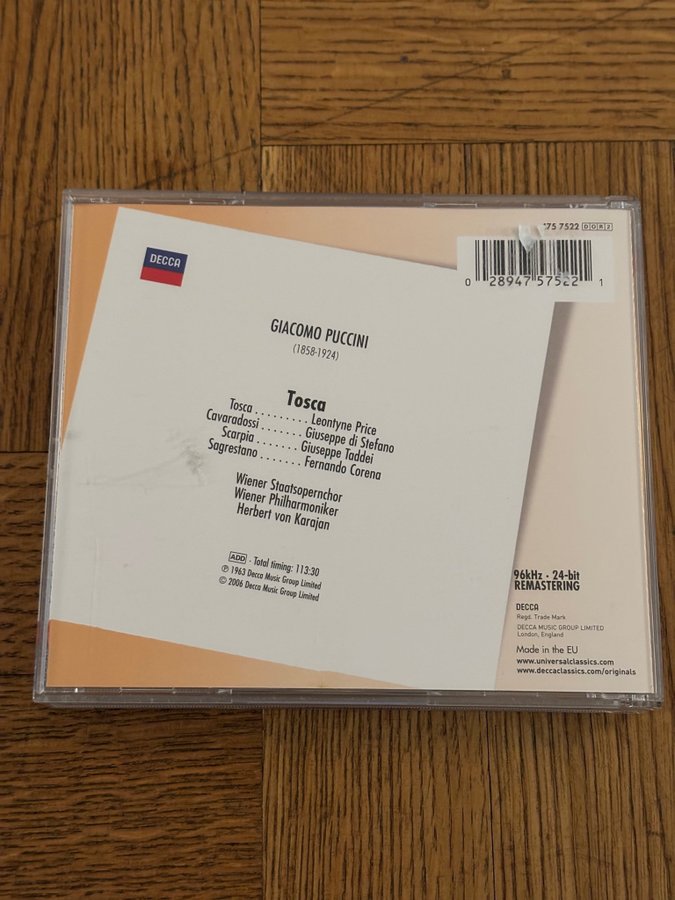 DECCA
75 7522 DDR2
0 28947 57522 1
GIACOMO PUCCINI
(1858-1924)
Tosca
Tosca . . . . . . . . . Leontyne Price
Cavaradossi . . . . . . . Giuseppe di Stefano
Scarpia . . . . . . . Giuseppe Taddei
Sagrestano . . . . . . . Fernando Corena
Wiener Staatsopernchor
Wiener Philharmoniker
Herbert von Karajan
ADD · Total timing: 113:30
℗ 1963 Decca Music Group Limited
© 2006 Decca Music Group Limited
96kHz · 24-bit
REMASTERING
DECCA
Regd. Trade Mark
DECCA MUSIC GROUP LIMITED
London, England
Made in the EU
www.universalclassics.com
www.deccaclassics.com/originals